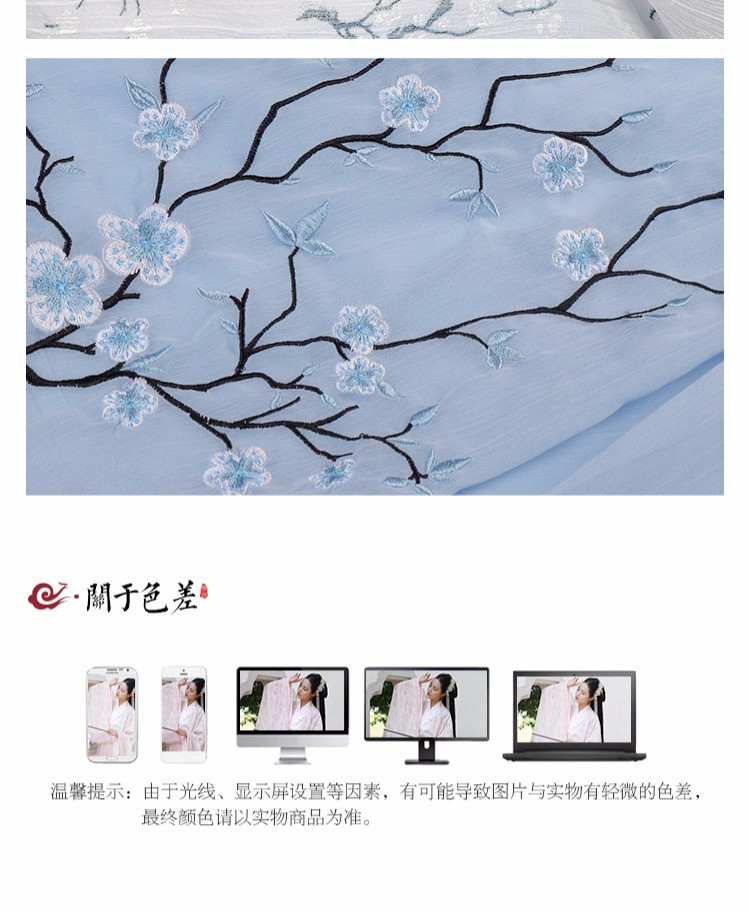 ·關于色差
温馨提示：由于光线、显示屏设置等因素，有可能导致图片与实物有轻微的色差，
最终颜色请以实物商品为准。